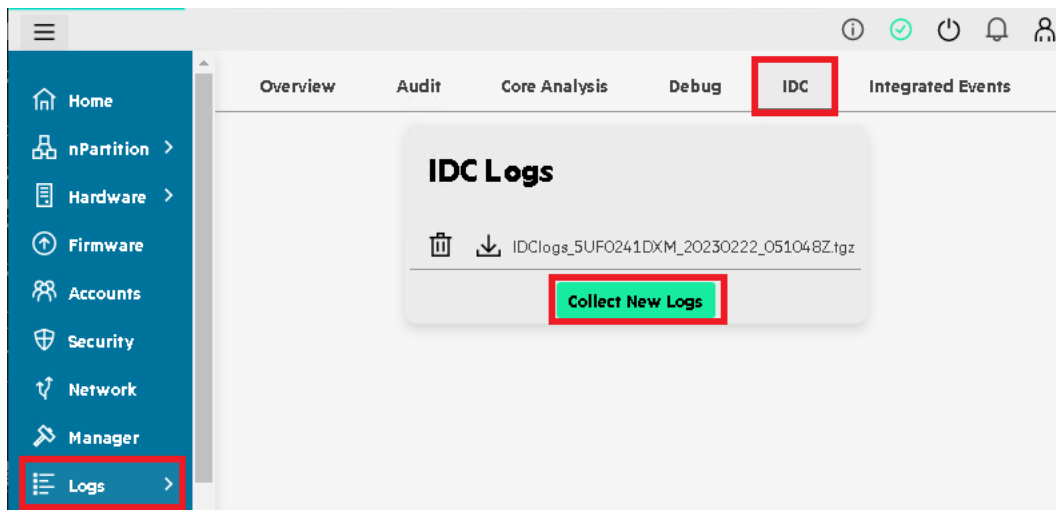 Overview Audit Core Analysis Debug IDC Integrated Events
Home
nPartition
Hardware
Firmware
Accounts
Security
Network
Manager
Logs
IDC Logs
IDClogs_5UF0241DXM_20230222_051048Z.tgz
Collect New Logs